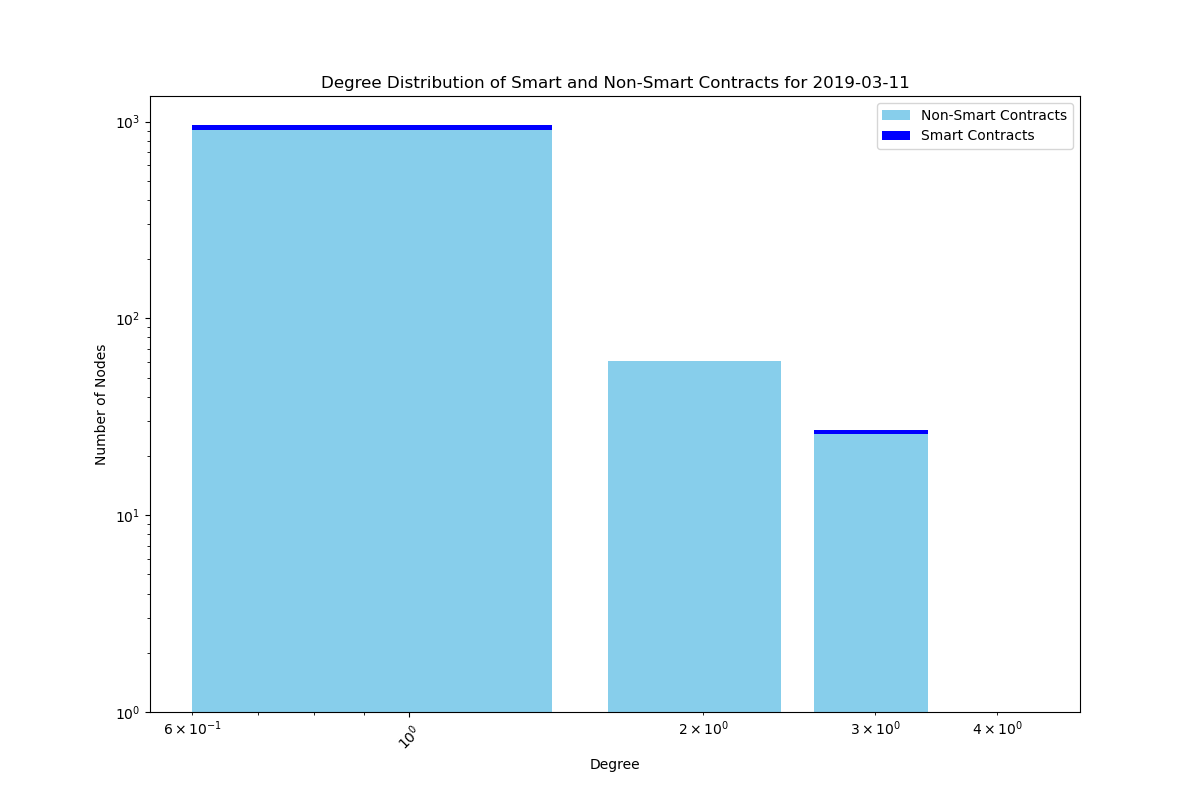 Degree Distribution of Smart and Non-Smart Contracts for 2019-03-11
Non-Smart Contracts
Smart Contracts
Number of Nodes
10³
10²
10¹
10⁰
6 × 10⁻¹
10⁰
2 × 10⁰
3 × 10⁰
4 × 10⁰
Degree